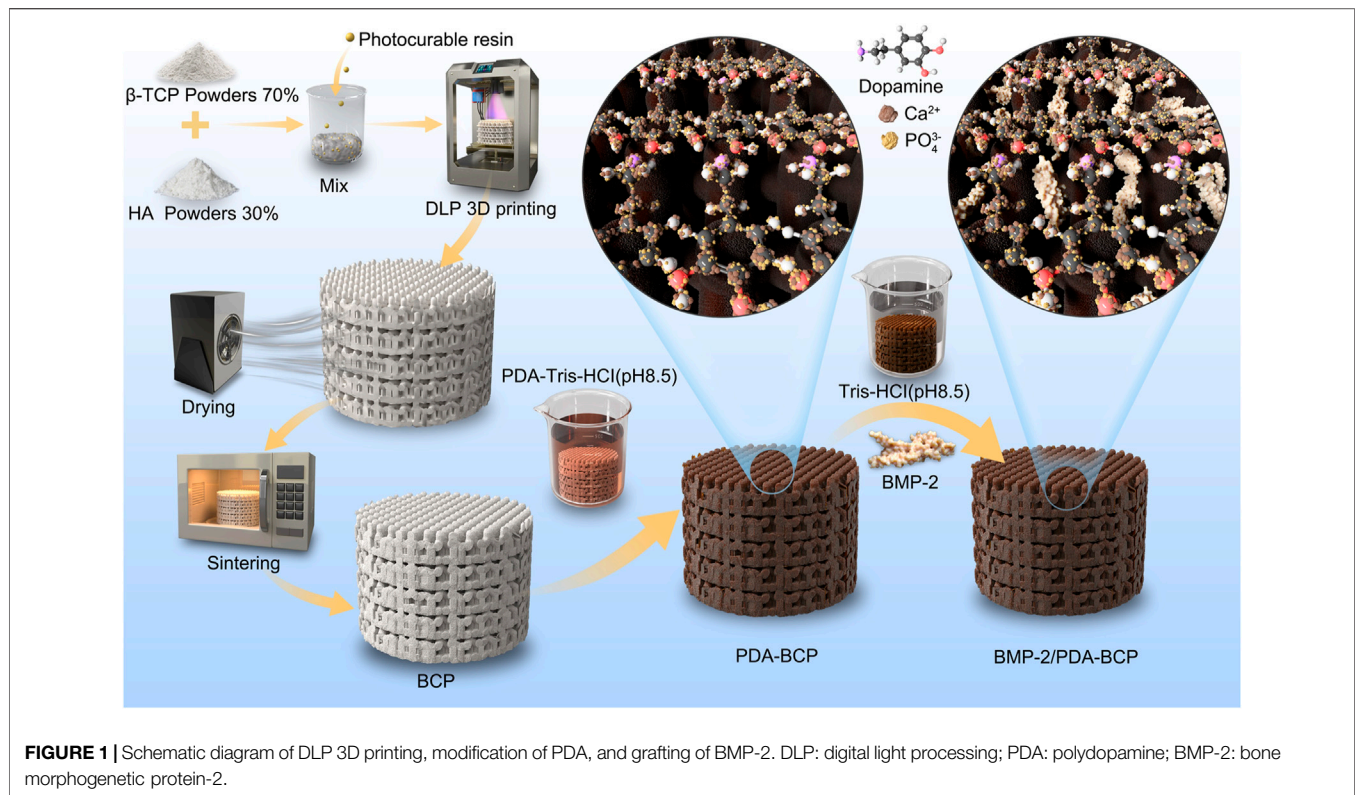 Photocurable resin
β-TCP Powders 70%
+
HA Powders 30%
Mix
DLP 3D printing
Dopamine
Ca²⁺
PO₄³⁻
Drying
Sintering
BCP
PDA-Tris-HCl(pH8.5)
PDA-BCP
Tris-HCl(pH8.5)
BMP-2
BMP-2/PDA-BCP
FIGURE 1 | Schematic diagram of DLP 3D printing, modification of PDA, and grafting of BMP-2. DLP: digital light processing; PDA: polydopamine; BMP-2: bone
morphogenetic protein-2.